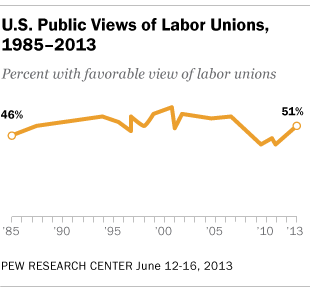 U.S. Public Views of Labor Unions,
1985–2013
Percent with favorable view of labor unions
46%
51%
'85 '90 '95 '00 '05 '10 '13
PEW RESEARCH CENTER June 12-16, 2013